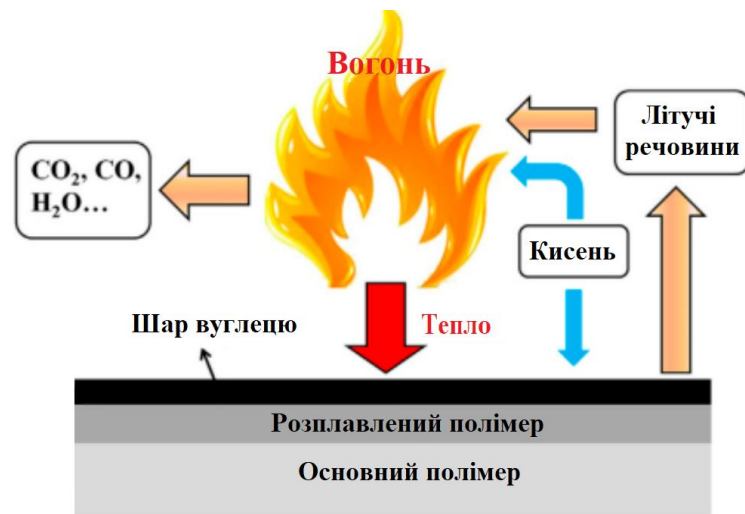 Вогонь
Літучі
речовини
CO₂, CO,
H₂O...
Кисень
Шар вуглецю
Тепло
Розплавлений полімер
Основний полімер